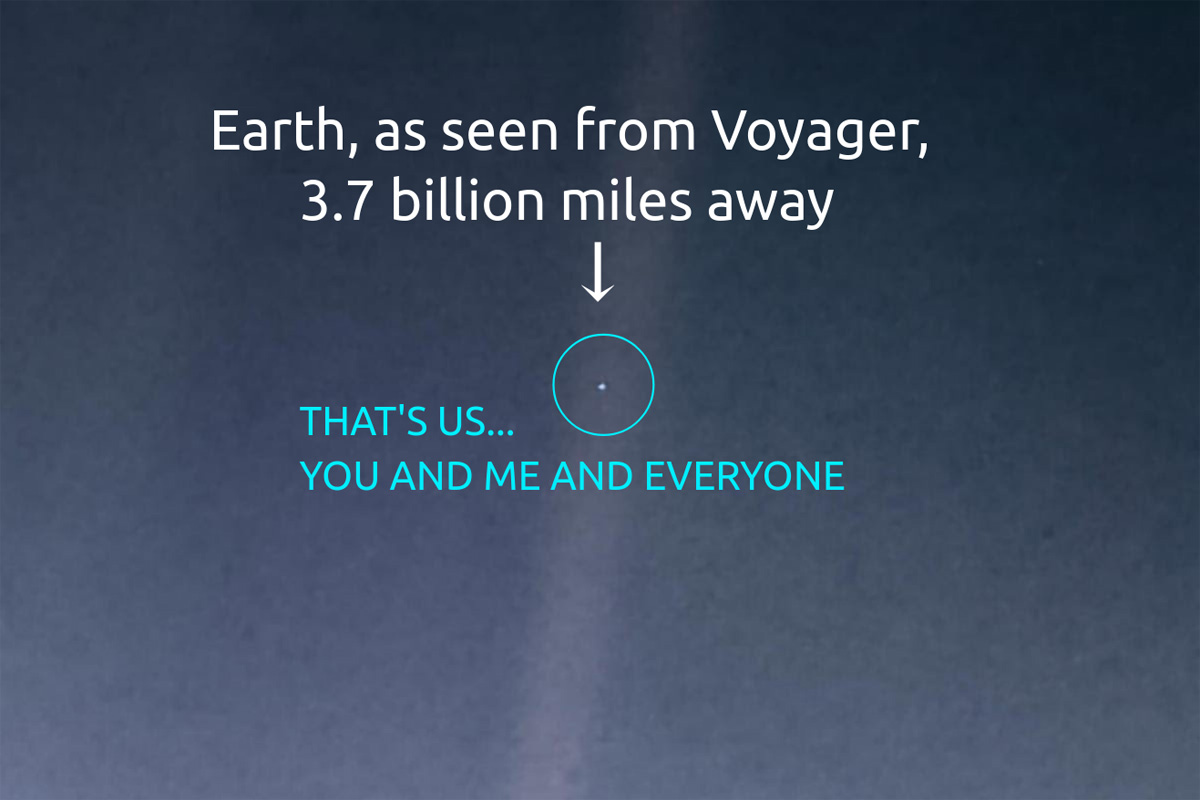 Earth, as seen from Voyager,
3.7 billion miles away
THAT'S US...
YOU AND ME AND EVERYONE